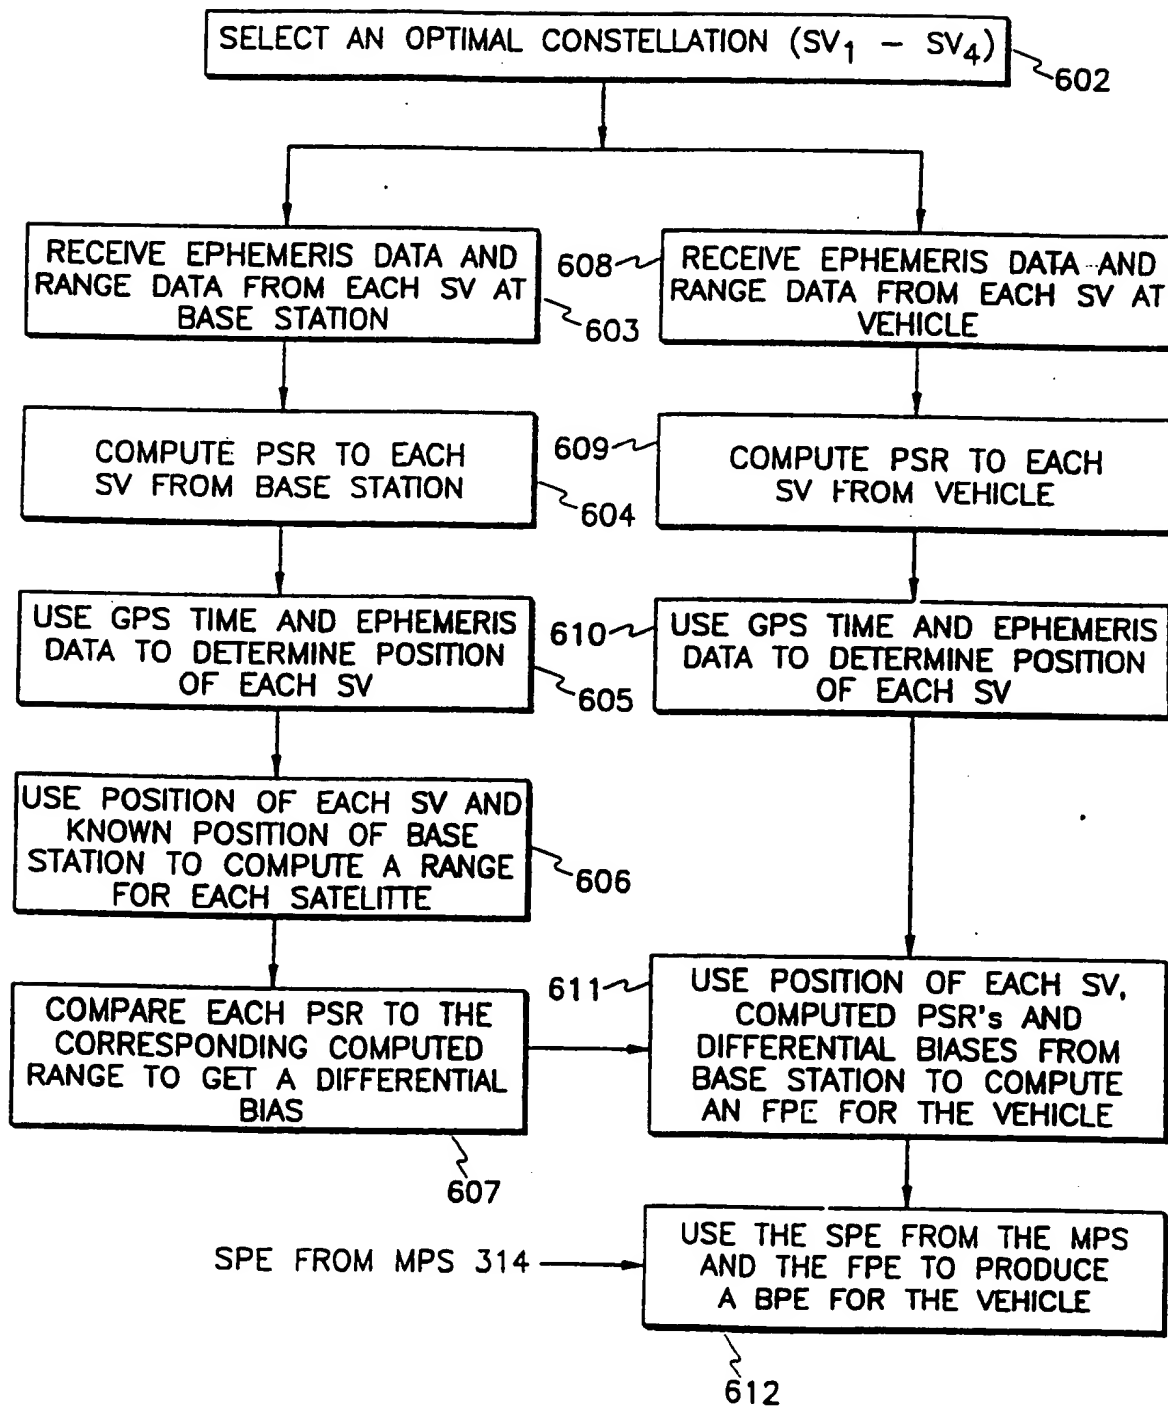 SELECT AN OPTIMAL CONSTELLATION (SV1 – SV4)
602
RECEIVE EPHEMERIS DATA AND
RANGE DATA FROM EACH SV AT
BASE STATION
603
COMPUTE PSR TO EACH
SV FROM BASE STATION
604
USE GPS TIME AND EPHEMERIS
DATA TO DETERMINE POSITION
OF EACH SV
605
USE POSITION OF EACH SV AND
KNOWN POSITION OF BASE
STATION TO COMPUTE A RANGE
FOR EACH SATELITTE
606
COMPARE EACH PSR TO THE
CORRESPONDING COMPUTED
RANGE TO GET A DIFFERENTIAL
BIAS
607
608
RECEIVE EPHEMERIS DATA AND
RANGE DATA FROM EACH SV AT
VEHICLE
609
COMPUTE PSR TO EACH
SV FROM VEHICLE
610
USE GPS TIME AND EPHEMERIS
DATA TO DETERMINE POSITION
OF EACH SV
611
USE POSITION OF EACH SV,
COMPUTED PSR's AND
DIFFERENTIAL BIASES FROM
BASE STATION TO COMPUTE
AN FPE FOR THE VEHICLE
SPE FROM MPS 314
USE THE SPE FROM THE MPS
AND THE FPE TO PRODUCE
A BPE FOR THE VEHICLE
612